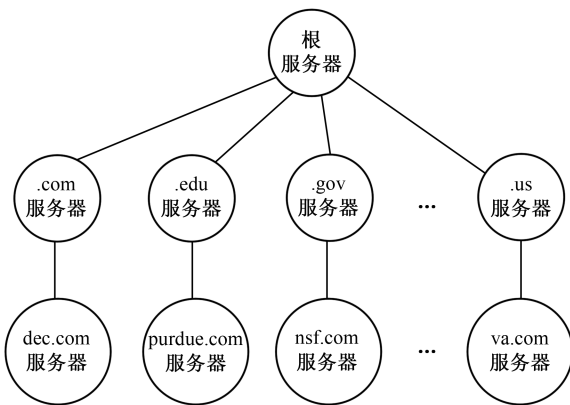 根
服务器
.com
服务器
.edu
服务器
.gov
服务器
...
.us
服务器
dec.com
服务器
purdue.com
服务器
nsf.com
服务器
...
va.com
服务器